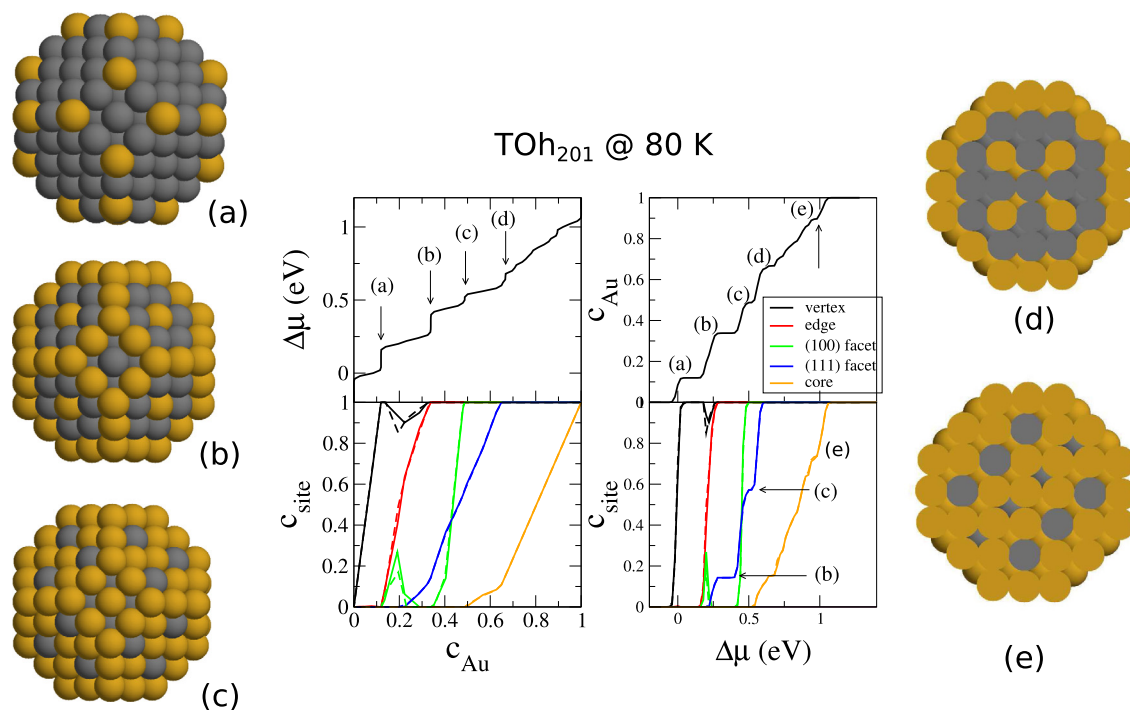 TOh₂₀₁ @ 80 K
(a)
(b)
(c)
(d)
(e)
Δμ (eV)
1
0.5
0
(a)
(b)
(c)
(d)
c_Au
1
0.8
0.6
0.4
0.2
0
(a)
(b)
(c)
(d)
(e)
vertex
edge
(100) facet
(111) facet
core
c_site
1
0.8
0.6
0.4
0.2
0
0 0.2 0.4 0.6 0.8 1
c_Au
c_site
1
0.8
0.6
0.4
0.2
0
(e)
(c)
(b)
0 0.5 1
Δμ (eV)